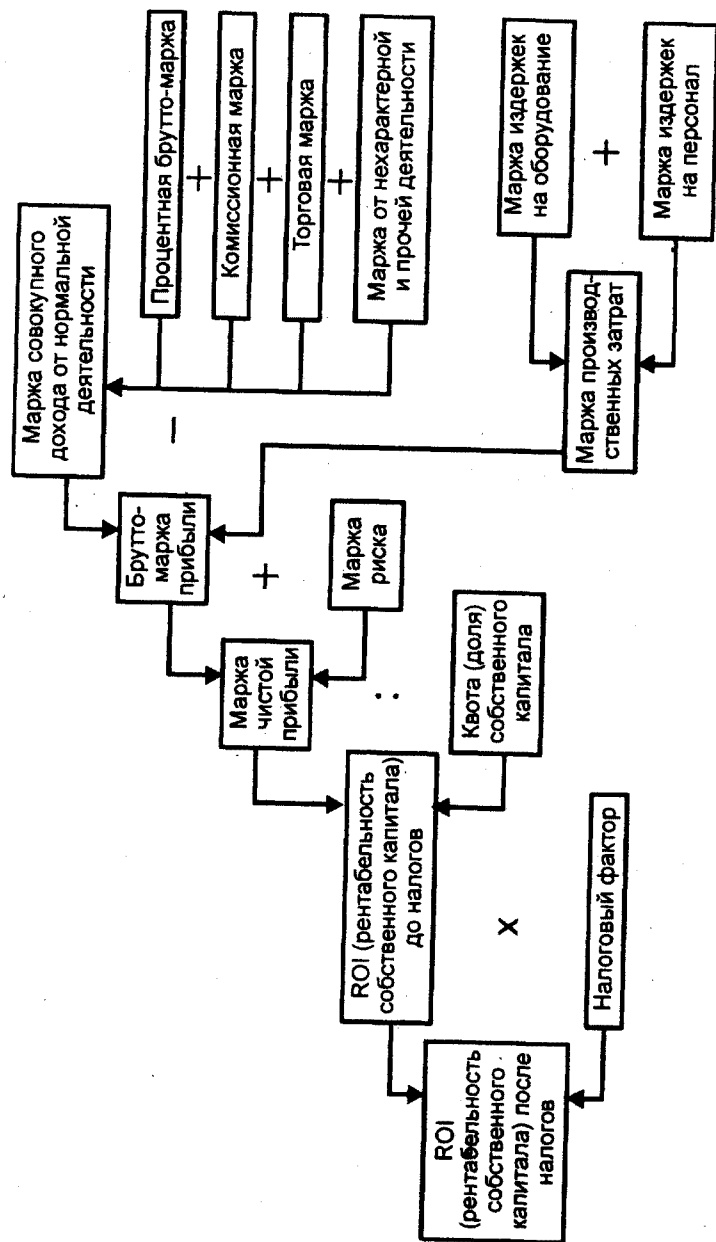 Маржа совокупного
дохода от нормальной
деятельности
Процентная брутто-маржа
+
Комиссионная маржа
+
Торговая маржа
+
Маржа от нехарактерной
и прочей деятельности
−
Брутто-
маржа
прибыли
+
Маржа
риска
Маржа производ-
ственных затрат
Маржа издержек
на оборудование
+
Маржа издержек
на персонал
Маржа
чистой
прибыли
:
Квота (доля)
собственного
капитала
ROI (рентабельность
собственного капитала)
до налогов
x
Налоговый фактор
ROI
(рентабельность
собственного
капитала) после
налогов